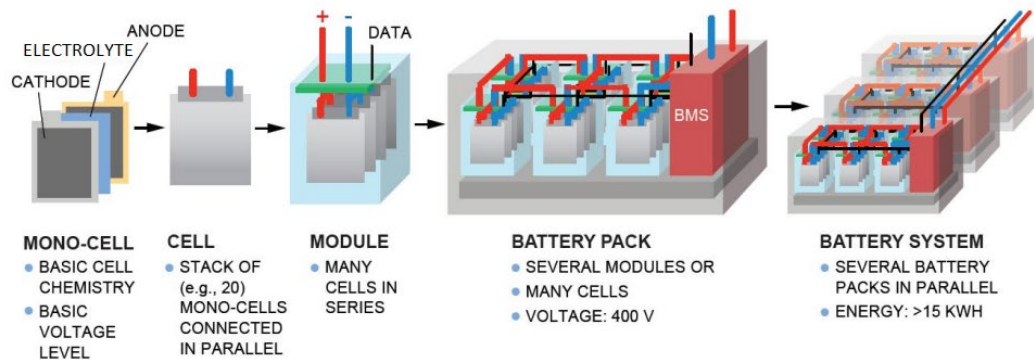 ANODE
ELECTROLYTE
CATHODE
+ -
DATA
BMS
MONO-CELL
BASIC CELL
CHEMISTRY
BASIC
VOLTAGE
LEVEL
CELL
STACK OF
(e.g., 20)
MONO-CELLS
CONNECTED
IN PARALLEL
MODULE
MANY
CELLS IN
SERIES
BATTERY PACK
SEVERAL MODULES OR
MANY CELLS
VOLTAGE: 400 V
BATTERY SYSTEM
SEVERAL BATTERY
PACKS IN PARALLEL
ENERGY: >15 KWH